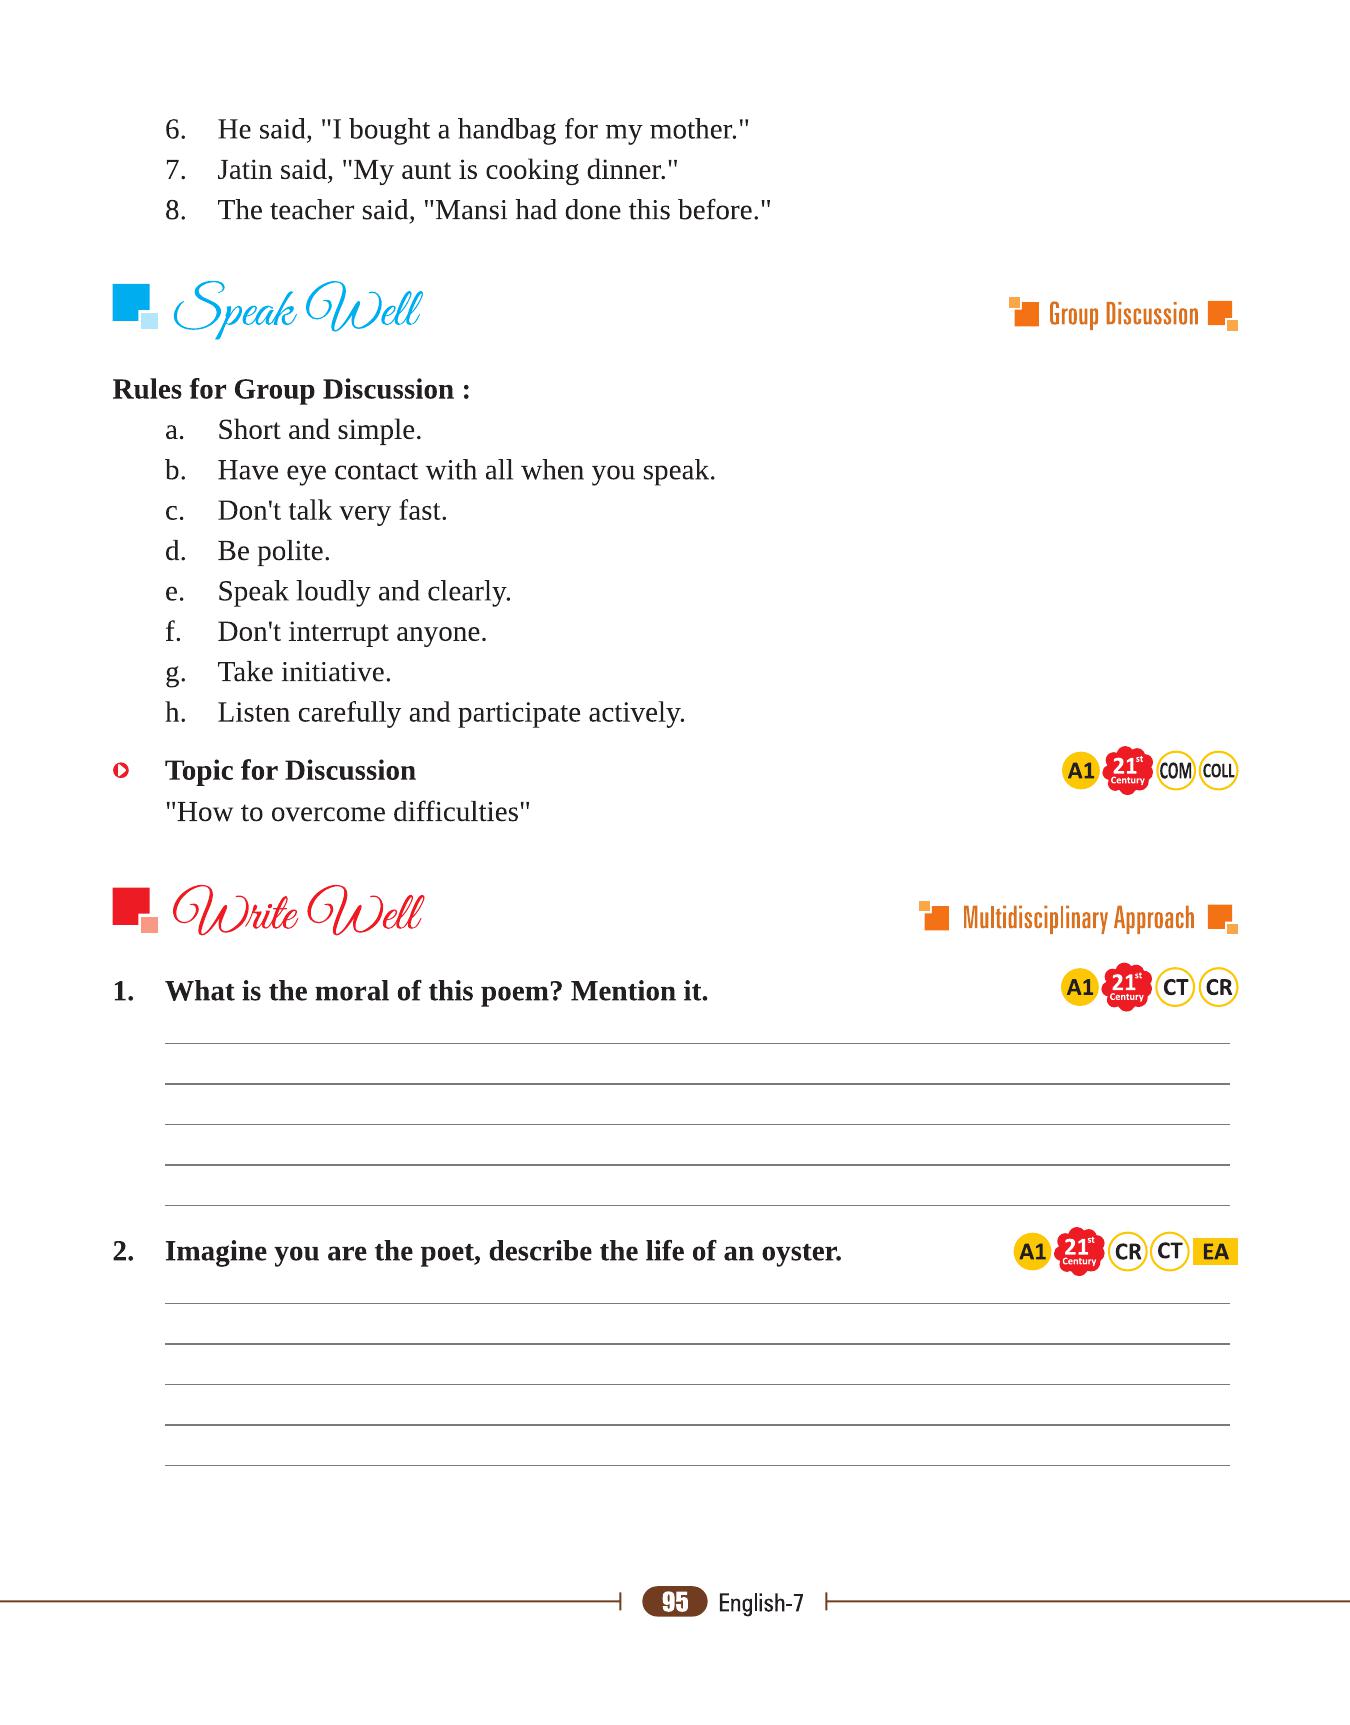 6. He said, "I bought a handbag for my mother."
7. Jatin said, "My aunt is cooking dinner."
8. The teacher said, "Mansi had done this before."
Speak Well
Group Discussion
Rules for Group Discussion :
a. Short and simple.
b. Have eye contact with all when you speak.
c. Don't talk very fast.
d. Be polite.
e. Speak loudly and clearly.
f. Don't interrupt anyone.
g. Take initiative.
h. Listen carefully and participate actively.
Topic for Discussion A1 21st Century COM COLL
"How to overcome difficulties"
Write Well
Multidisciplinary Approach
1. What is the moral of this poem? Mention it. A1 21st Century CT CR
2. Imagine you are the poet, describe the life of an oyster. A1 21st Century CR CT EA
95 English-7